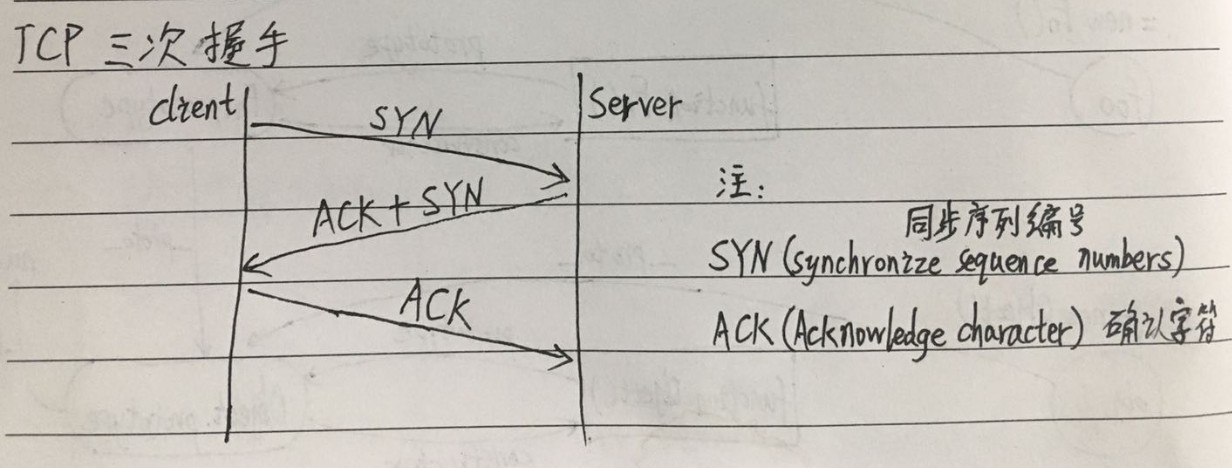 TCP 三次握手
client
Server
SYN
ACK + SYN
ACK
注:
同步序列编号
SYN (synchronize sequence numbers)
ACK (Acknowledge character) 确认字符